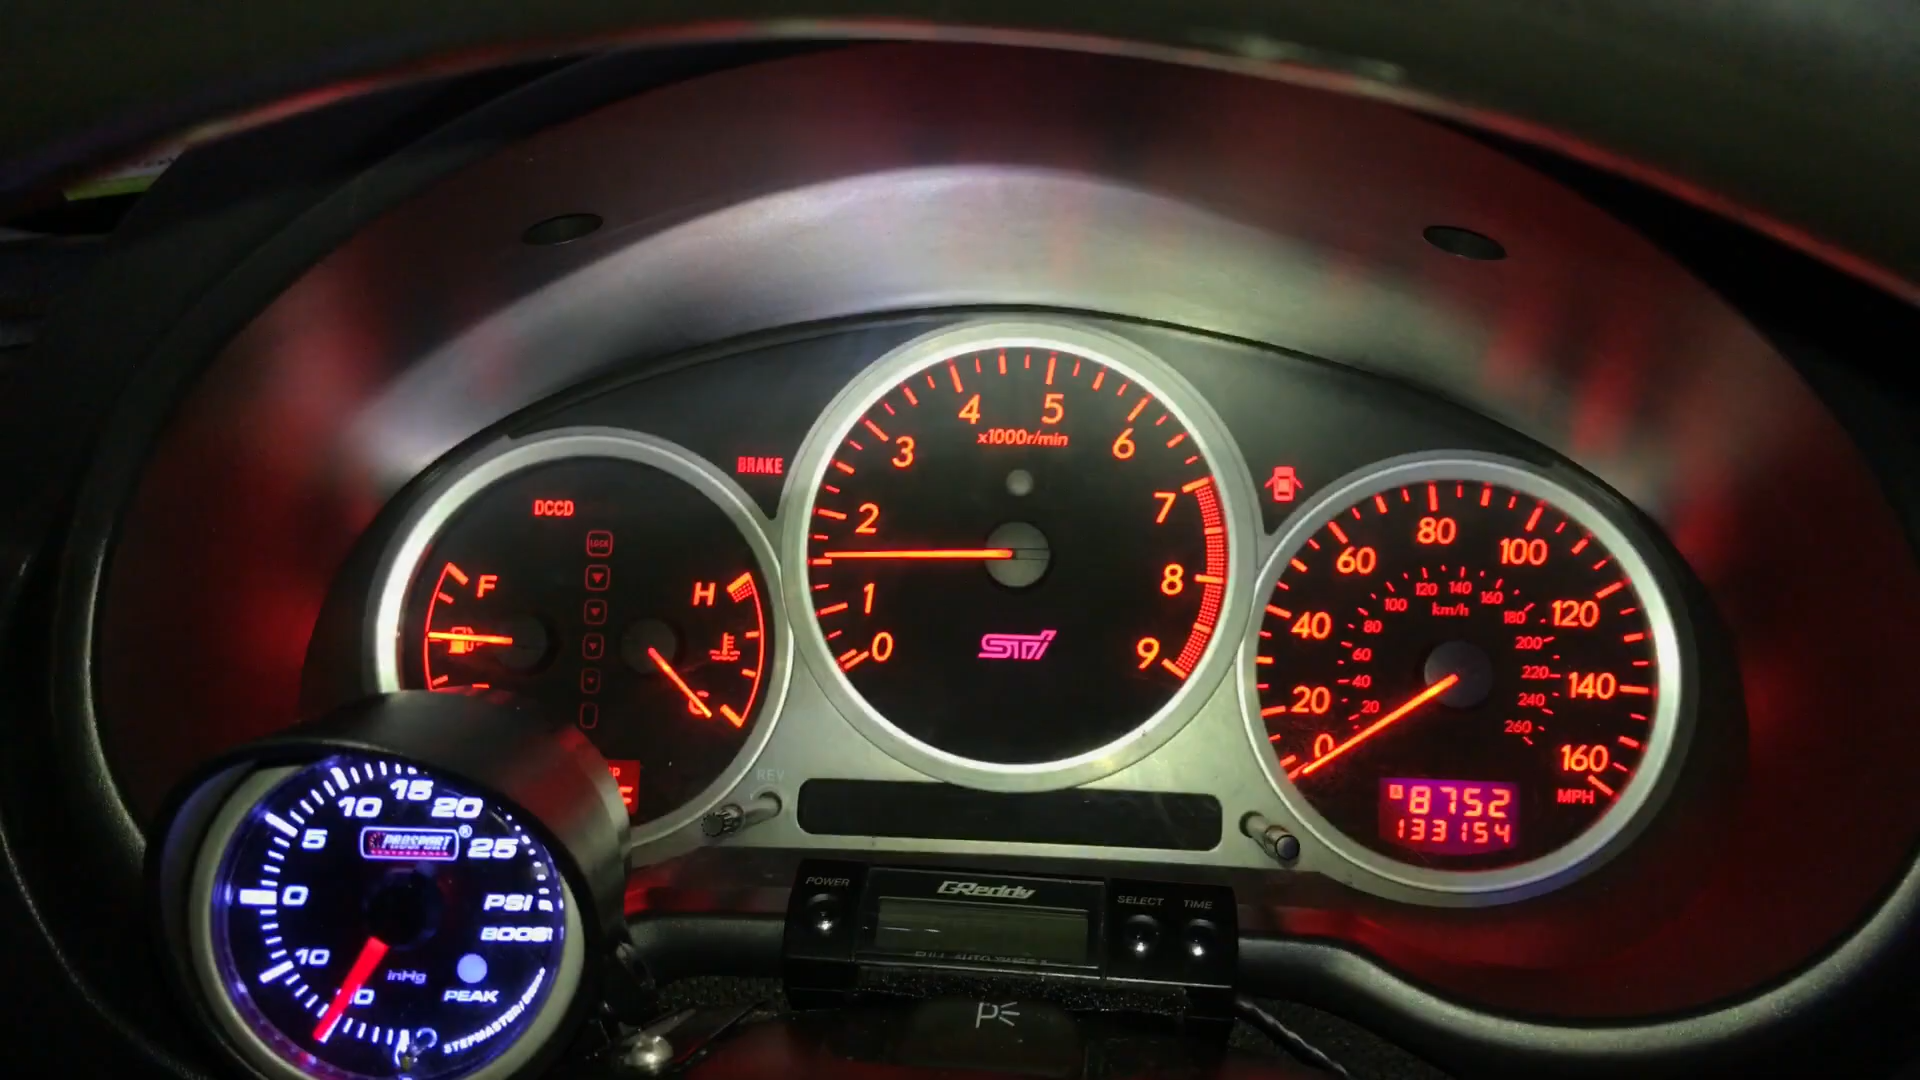 BRAKE
DCCD
LOCK
F
H
C
0
1
2
3
4
5
6
7
8
9
x1000r/min
STi
0
20
40
60
80
100
120
140
160
MPH
20
40
60
80
100
120
140
160
180
200
220
240
260
km/h
8752
133154
REV
10
0
5
10
15
20
25
PROSPORT®
PERFORMANCE
PSI
BOOST
inHg
PEAK
POWER
GReddy
SELECT
TIME